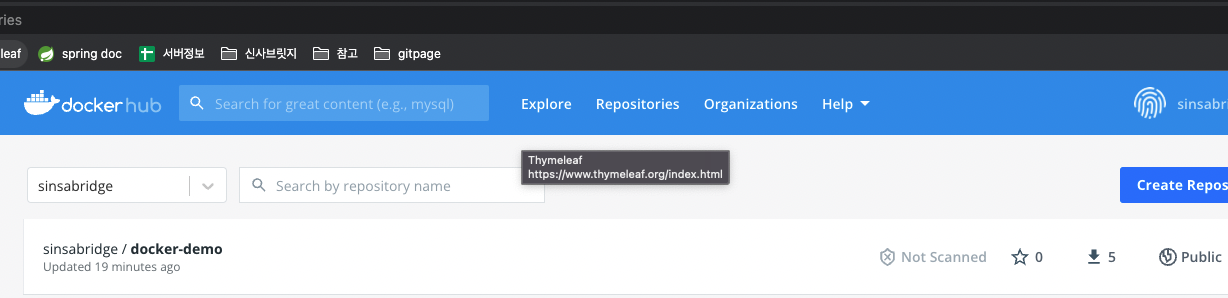 ries
leaf spring doc 서버정보 신사브릿지 참고 gitpage
docker hub Search for great content (e.g., mysql) Explore Repositories Organizations Help sinsabri
Thymeleaf
https://www.thymeleaf.org/index.html
sinsabridge Search by repository name Create Repos
sinsabridge / docker-demo
Updated 19 minutes ago
Not Scanned 0 5 Public